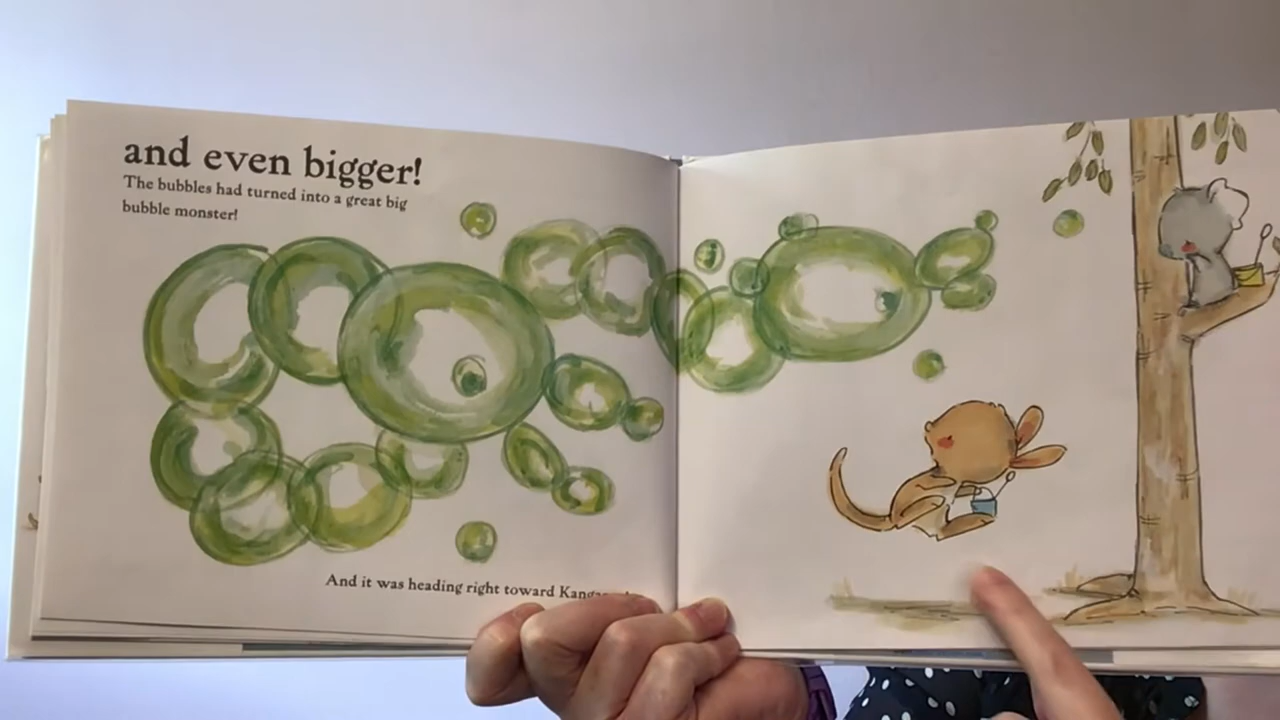 and even bigger!
The bubbles had turned into a great big
bubble monster!
And it was heading right toward